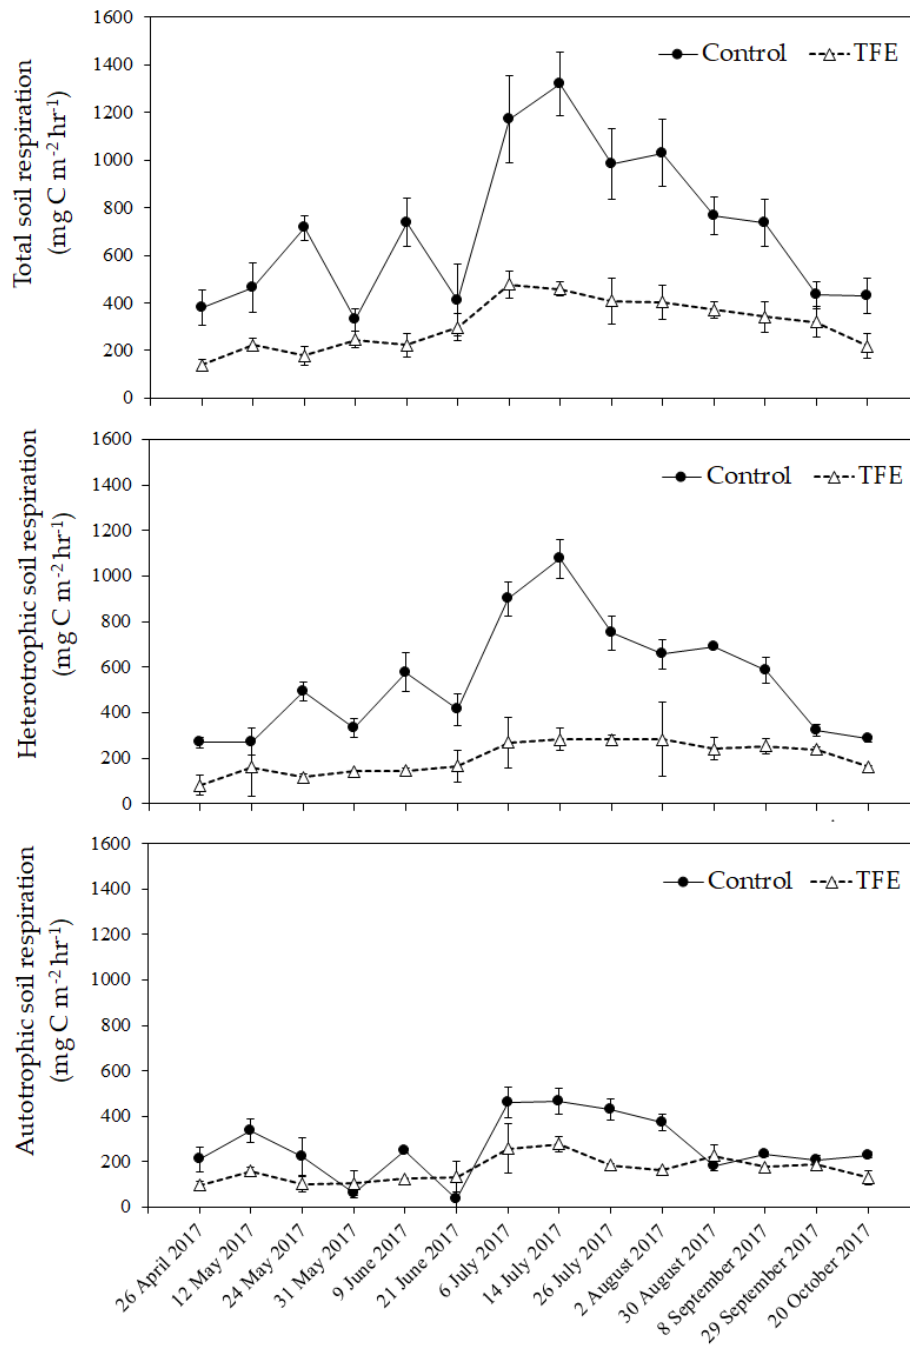 Total soil respiration
(mg C m-2 hr-1)
1600
1400
1200
1000
800
600
400
200
0
Control
TFE
Heterotrophic soil respiration
(mg C m-2 hr-1)
1600
1400
1200
1000
800
600
400
200
0
Control
TFE
Autotrophic soil respiration
(mg C m-2 hr-1)
1600
1400
1200
1000
800
600
400
200
0
Control
TFE
26 April 2017
12 May 2017
24 May 2017
31 May 2017
9 June 2017
21 June 2017
6 July 2017
14 July 2017
26 July 2017
2 August 2017
30 August 2017
8 September 2017
29 September 2017
20 October 2017